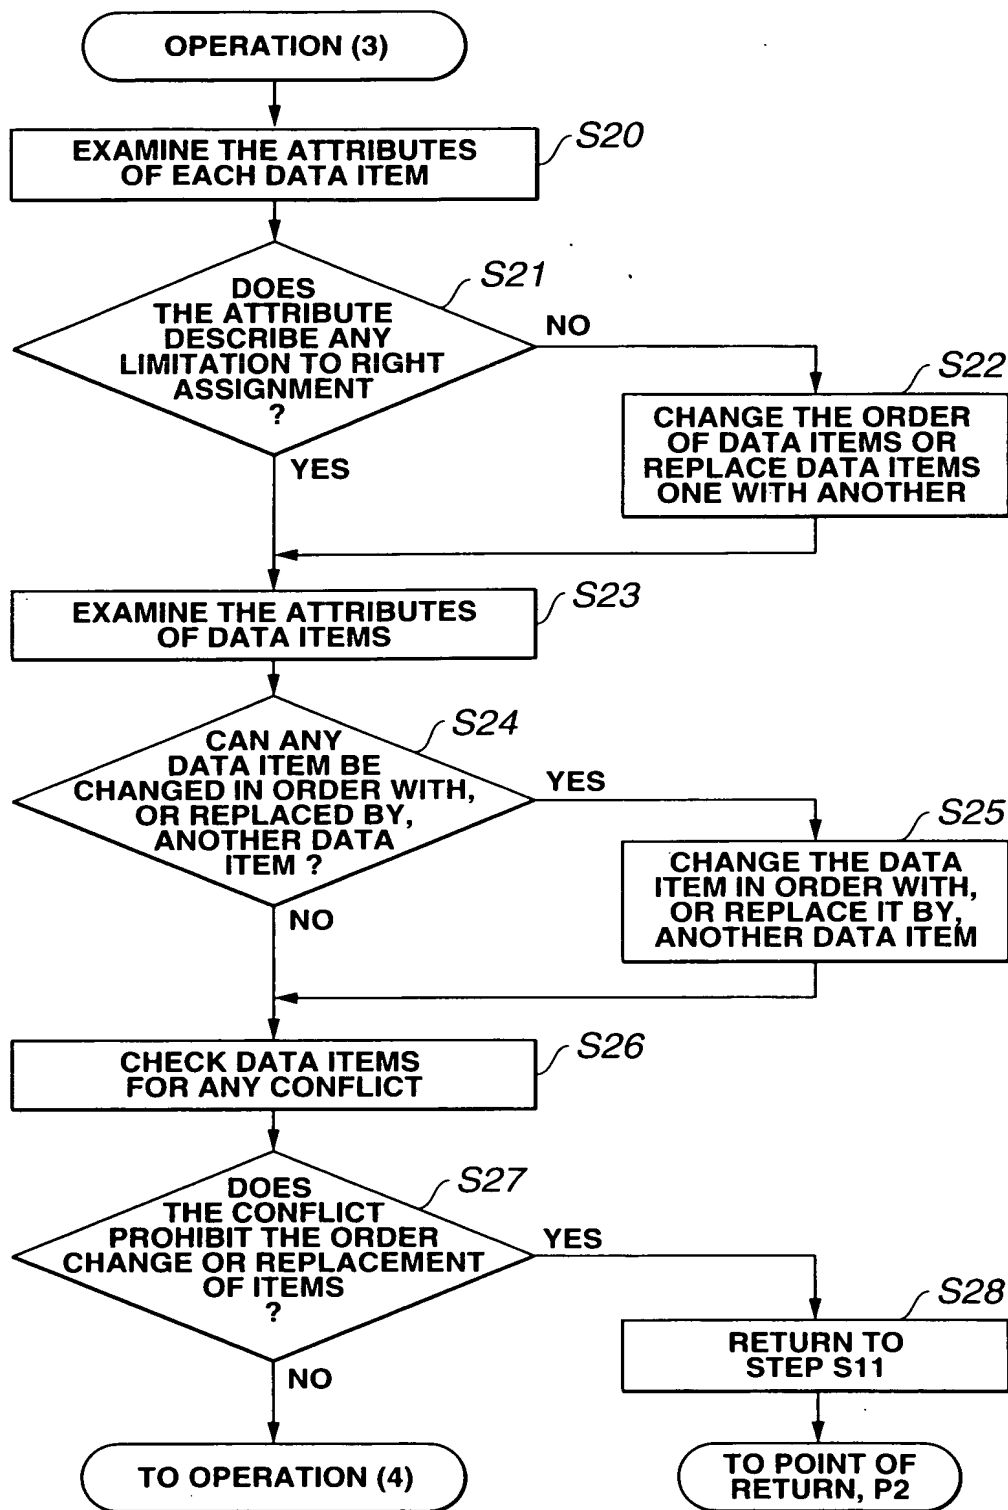 OPERATION (3)
S20
EXAMINE THE ATTRIBUTES
OF EACH DATA ITEM
S21
DOES
THE ATTRIBUTE
DESCRIBE ANY
LIMITATION TO RIGHT
ASSIGNMENT
?
NO
YES
S22
CHANGE THE ORDER
OF DATA ITEMS OR
REPLACE DATA ITEMS
ONE WITH ANOTHER
S23
EXAMINE THE ATTRIBUTES
OF DATA ITEMS
S24
CAN ANY
DATA ITEM BE
CHANGED IN ORDER WITH,
OR REPLACED BY,
ANOTHER DATA
ITEM ?
YES
NO
S25
CHANGE THE DATA
ITEM IN ORDER WITH,
OR REPLACE IT BY,
ANOTHER DATA ITEM
S26
CHECK DATA ITEMS
FOR ANY CONFLICT
S27
DOES
THE CONFLICT
PROHIBIT THE ORDER
CHANGE OR REPLACEMENT
OF ITEMS
?
YES
NO
S28
RETURN TO
STEP S11
TO OPERATION (4)
TO POINT OF
RETURN, P2